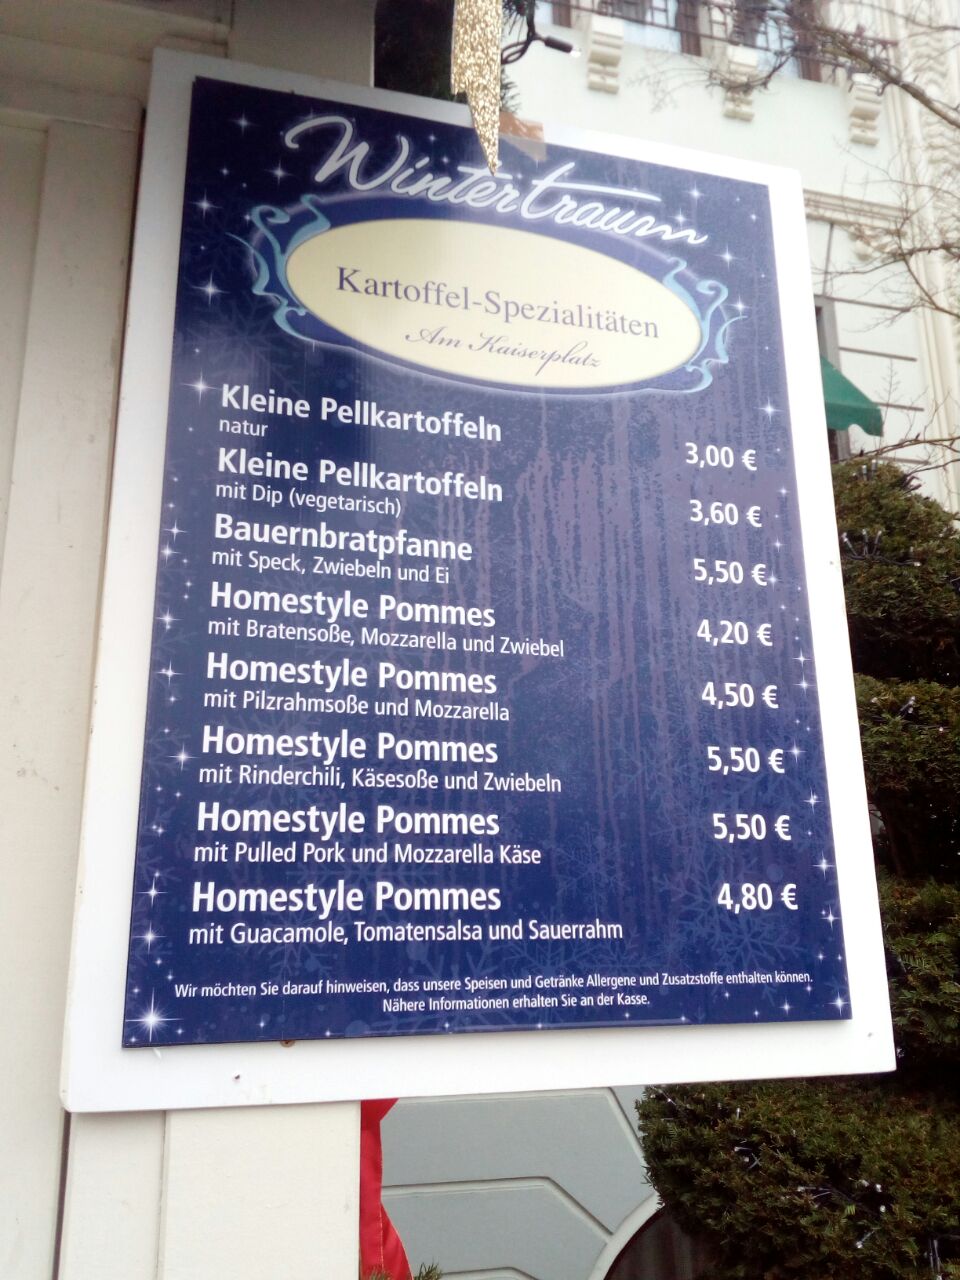 Wintertraum
Kartoffel-Spezialitäten
Am Kaiserplatz
Kleine Pellkartoffeln
natur
3,00 €
Kleine Pellkartoffeln
mit Dip (vegetarisch)
3,60 €
Bauernbratpfanne
mit Speck, Zwiebeln und Ei
5,50 €
Homestyle Pommes
mit Bratensoße, Mozzarella und Zwiebel
4,20 €
Homestyle Pommes
mit Pilzrahmsoße und Mozzarella
4,50 €
Homestyle Pommes
mit Rinderchili, Käsesoße und Zwiebeln
5,50 €
Homestyle Pommes
mit Pulled Pork und Mozzarella Käse
5,50 €
Homestyle Pommes
mit Guacamole, Tomatensalsa und Sauerrahm
4,80 €
Wir möchten Sie darauf hinweisen, dass unsere Speisen und Getränke Allergene und Zusatzstoffe enthalten können.
Nähere Informationen erhalten Sie an der Kasse.